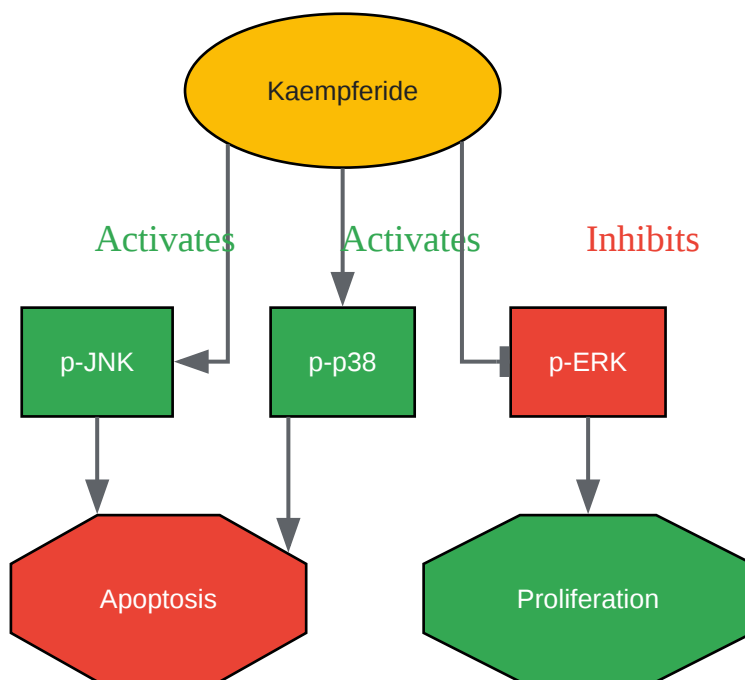 Kaempferide
Activates
Activates
Inhibits
p-JNK
p-p38
p-ERK
Apoptosis
Proliferation